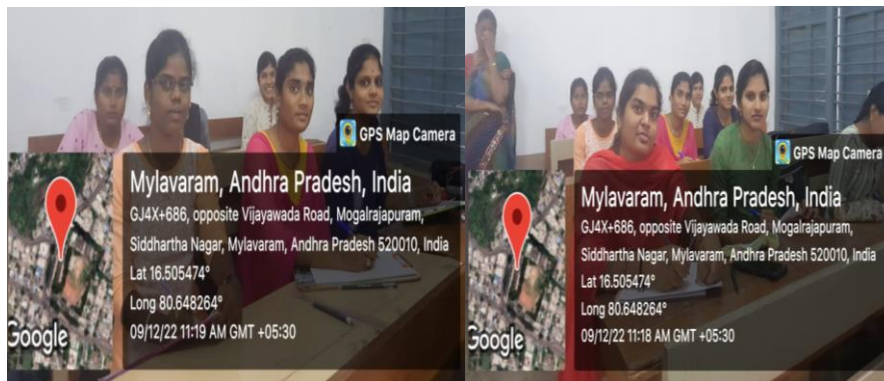 GPS Map Camera
Mylavaram, Andhra Pradesh, India
GJ4X+686, opposite Vijayawada Road, Mogalrajapuram,
Siddhartha Nagar, Mylavaram, Andhra Pradesh 520010, India
Lat 16.505474°
Long 80.648264°
09/12/22 11:19 AM GMT +05:30
Google
GPS Map Camera
Mylavaram, Andhra Pradesh, India
GJ4X+686, opposite Vijayawada Road, Mogalrajapuram,
Siddhartha Nagar, Mylavaram, Andhra Pradesh 520010, India
Lat 16.505474°
Long 80.648264°
09/12/22 11:18 AM GMT +05:30
Google